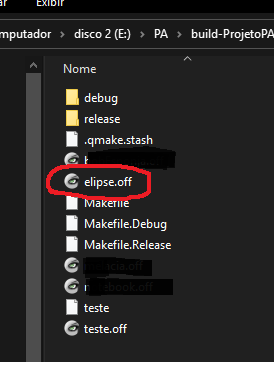 ar
Exibir
mputador > disco 2 (E:) > PA > build-ProjetoPA
Nome
debug
release
.qmake.stash
elipse.off
Makefile
Makefile.Debug
Makefile.Release
teste
teste.off